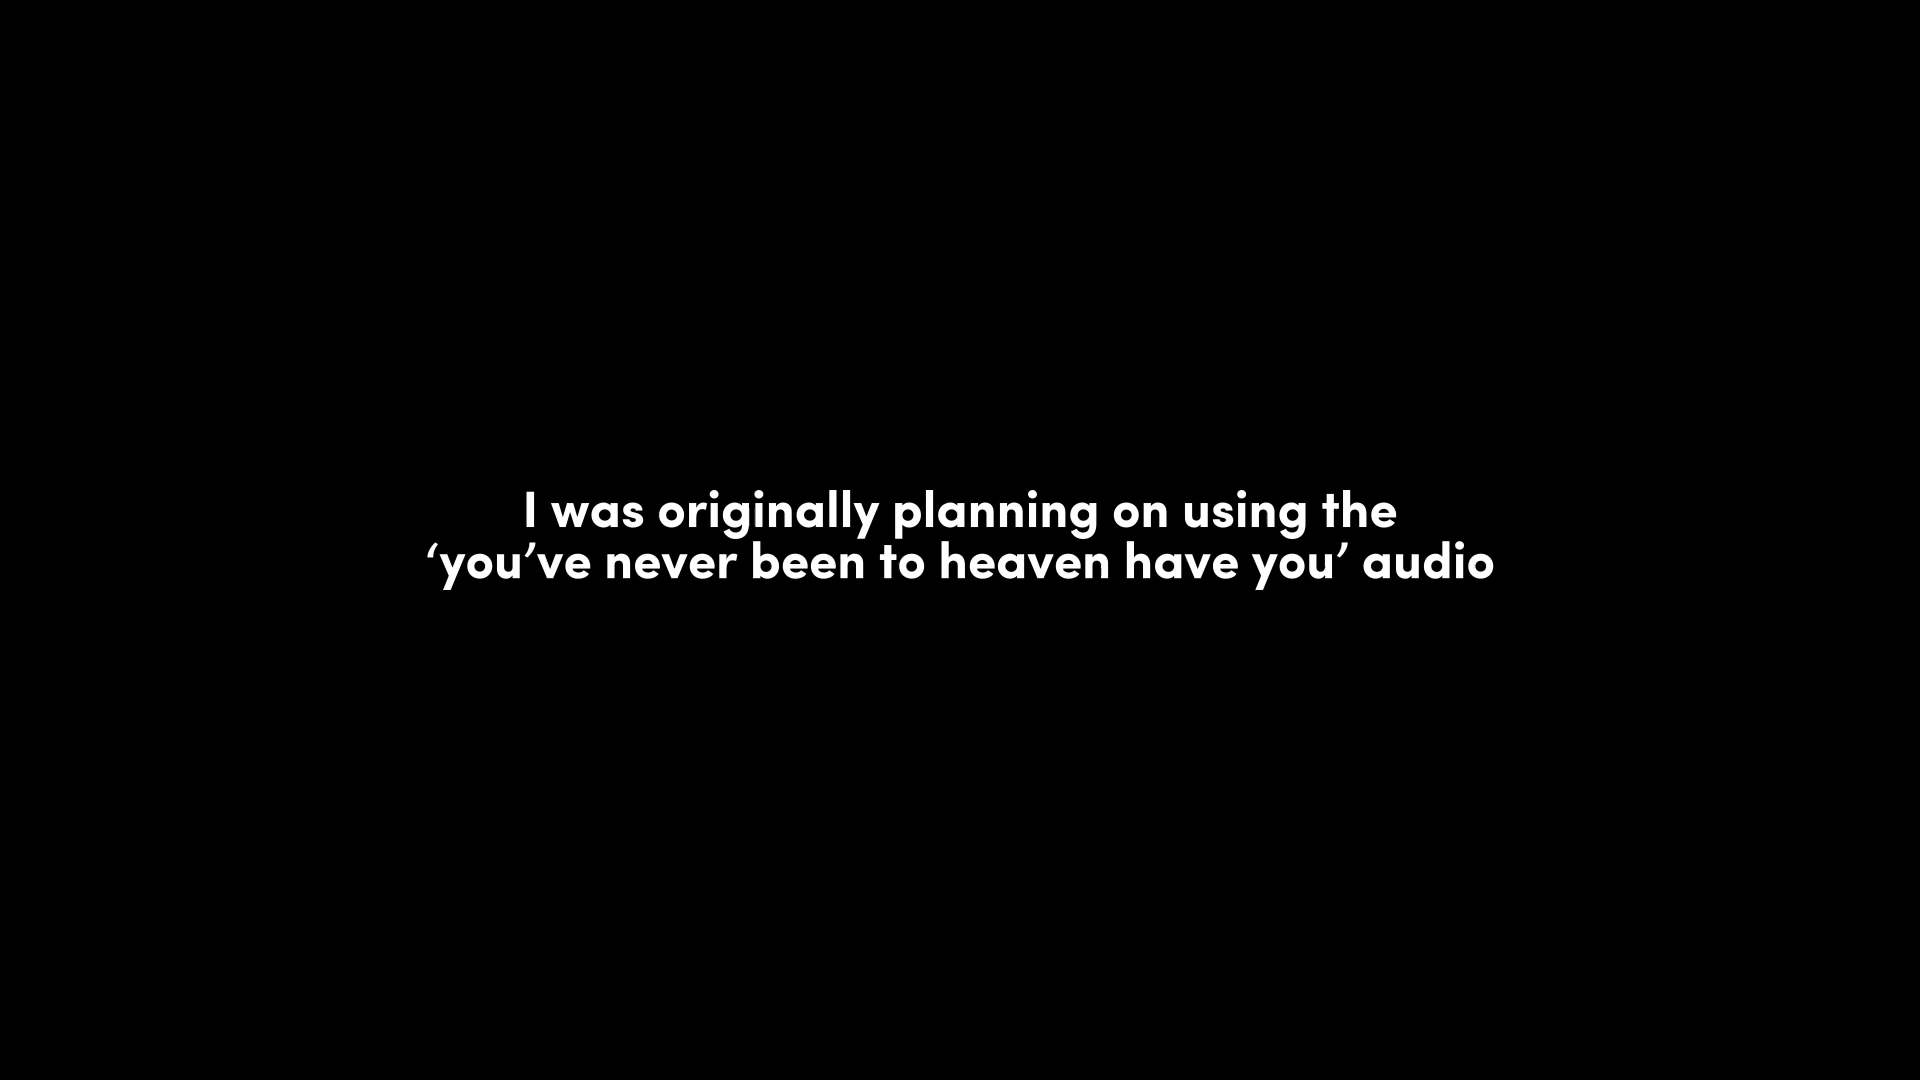 I was originally planning on using the
‘you’ve never been to heaven have you’ audio